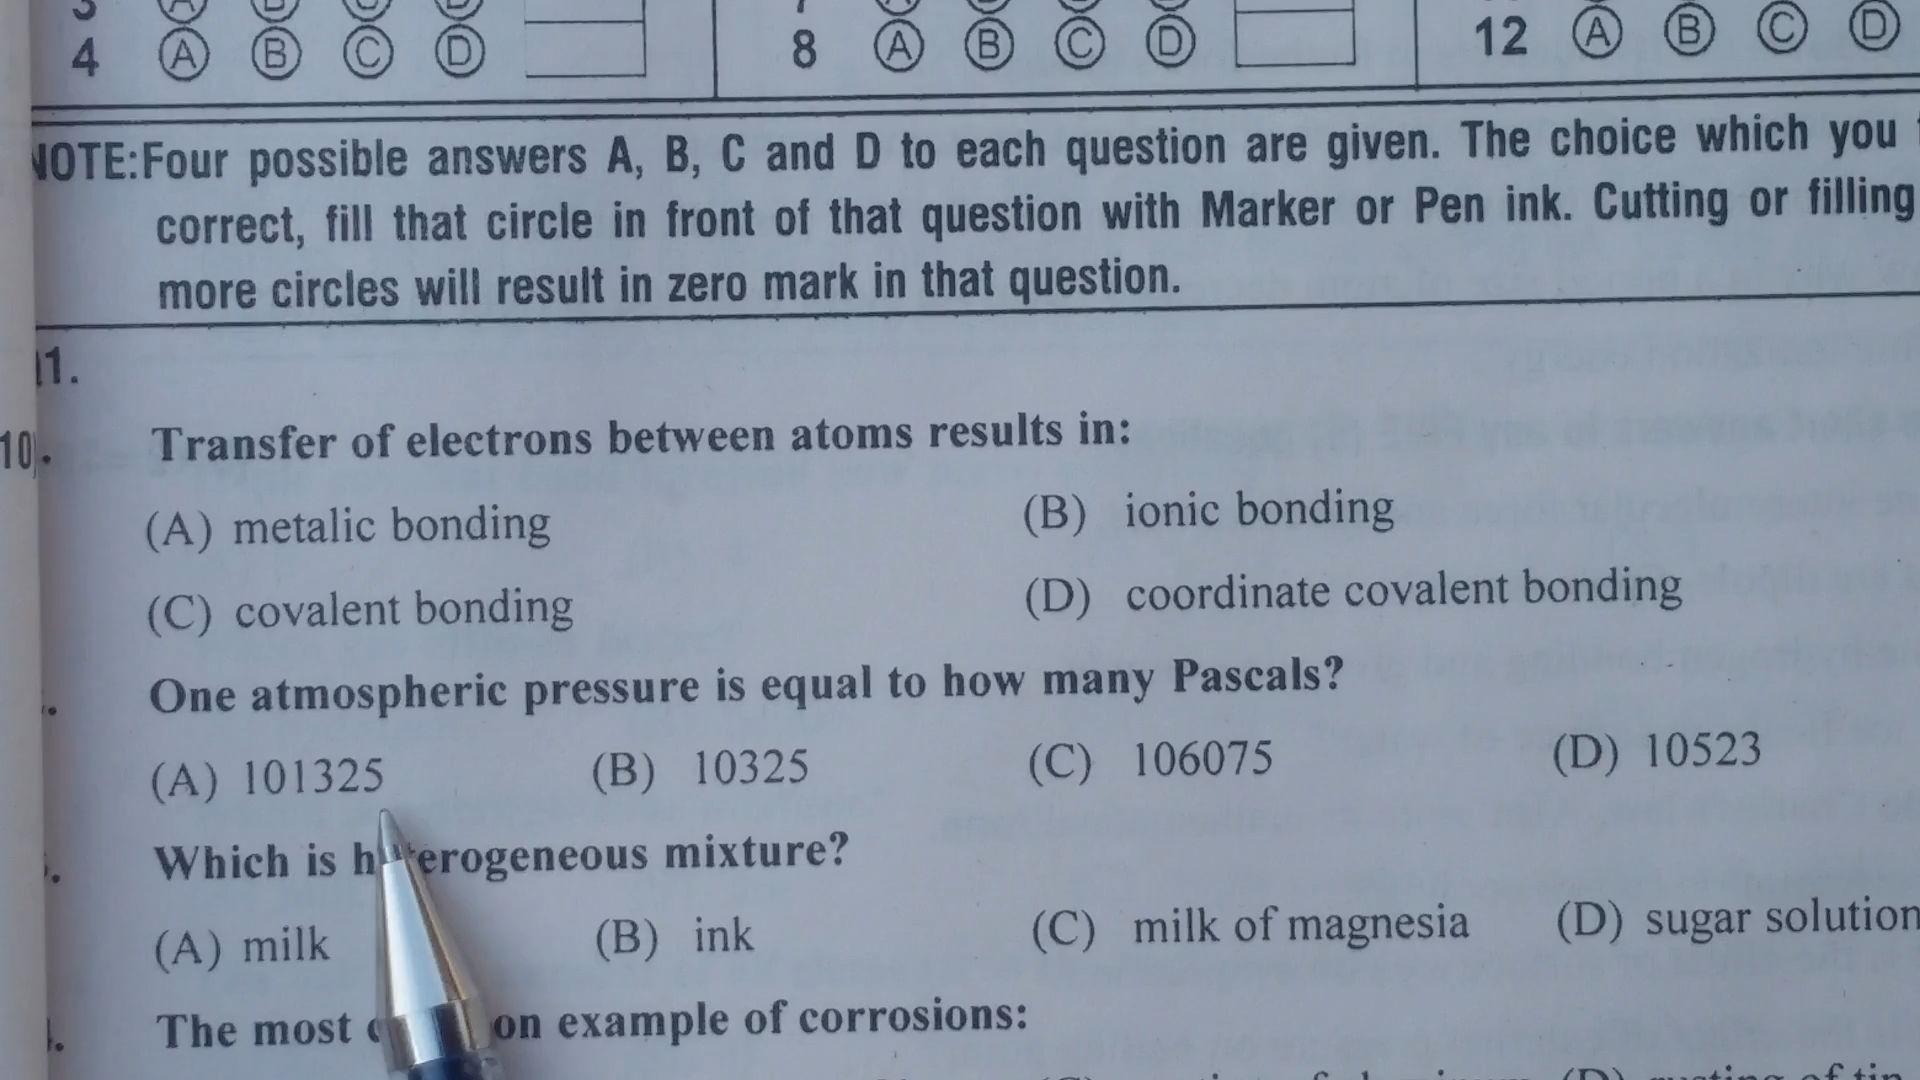 4 A B C D 8 A B C D 12 A B C D
NOTE:Four possible answers A, B, C and D to each question are given. The choice which you
correct, fill that circle in front of that question with Marker or Pen ink. Cutting or filling
more circles will result in zero mark in that question.
1.
10.
Transfer of electrons between atoms results in:
(A) metalic bonding (B) ionic bonding
(C) covalent bonding (D) coordinate covalent bonding
One atmospheric pressure is equal to how many Pascals?
(A) 101325 (B) 10325 (C) 106075 (D) 10523
Which is heterogeneous mixture?
(A) milk (B) ink (C) milk of magnesia (D) sugar solution
The most on example of corrosions: